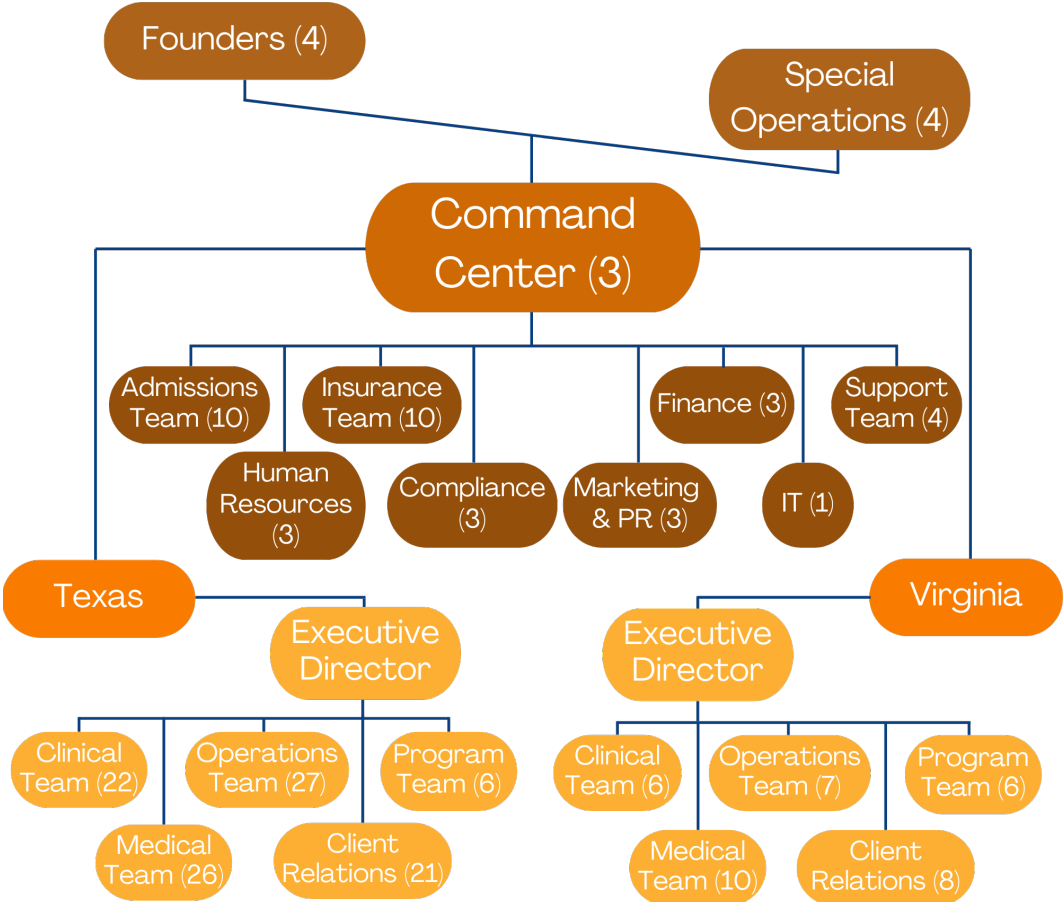 Founders (4)
Special
Operations (4)
Command
Center (3)
Admissions
Team (10)
Insurance
Team (10)
Finance (3)
Support
Team (4)
Human
Resources
(3)
Compliance
(3)
Marketing
& PR (3)
IT (1)
Texas
Virginia
Executive
Director
Executive
Director
Clinical
Team (22)
Operations
Team (27)
Program
Team (6)
Medical
Team (26)
Client
Relations (21)
Clinical
Team (6)
Operations
Team (7)
Program
Team (6)
Medical
Team (10)
Client
Relations (8)